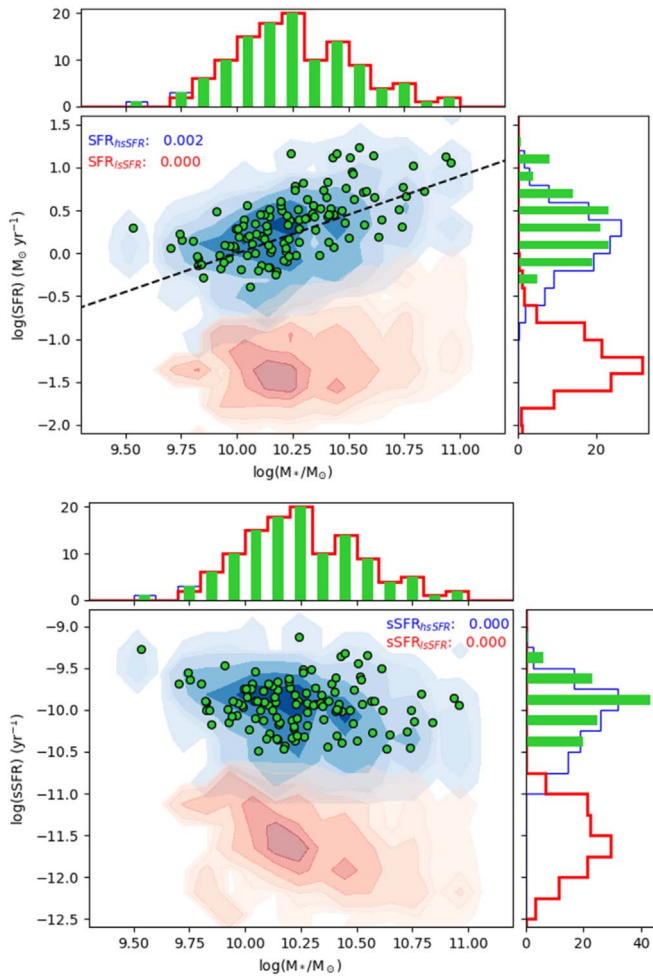 20
10
0
1.5
1.0
0.5
0.0
−0.5
−1.0
−1.5
−2.0
log(SFR) (M⊙ yr⁻¹)
SFR_hsSFR: 0.002
SFR_lsSFR: 0.000
9.50 9.75 10.00 10.25 10.50 10.75 11.00
log(M*/M⊙)
0 20
20
10
0
−9.0
−9.5
−10.0
−10.5
−11.0
−11.5
−12.0
−12.5
log(sSFR) (yr⁻¹)
sSFR_hsSFR: 0.000
sSFR_lsSFR: 0.000
9.50 9.75 10.00 10.25 10.50 10.75 11.00
log(M*/M⊙)
0 20 40